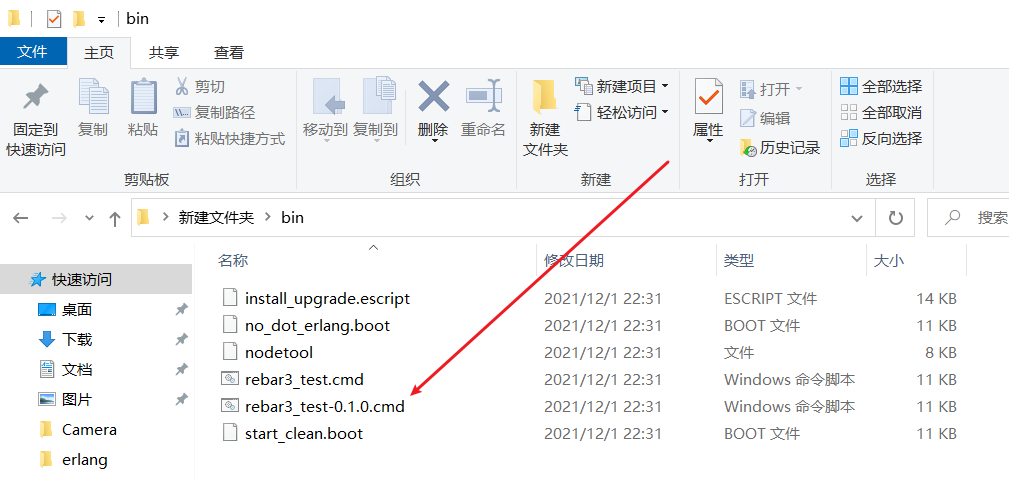 bin
文件 主页 共享 查看
固定到快速访问 复制 粘贴 剪切 复制路径 粘贴快捷方式 移动到 复制到 删除 重命名 新建文件夹 新建项目 轻松访问 属性 打开 编辑 历史记录 全部选择 全部取消 反向选择
剪贴板 组织 新建 打开 选择
新建文件夹 bin 搜索
名称 修改日期 类型 大小
快速访问
桌面
下载
文档
图片
Camera
erlang
install_upgrade.escript 2021/12/1 22:31 ESCRIPT 文件 14 KB
no_dot_erlang.boot 2021/12/1 22:31 BOOT 文件 11 KB
nodetool 2021/12/1 22:31 文件 8 KB
rebar3_test.cmd 2021/12/1 22:31 Windows 命令脚本 11 KB
rebar3_test-0.1.0.cmd 2021/12/1 22:31 Windows 命令脚本 11 KB
start_clean.boot 2021/12/1 22:31 BOOT 文件 11 KB